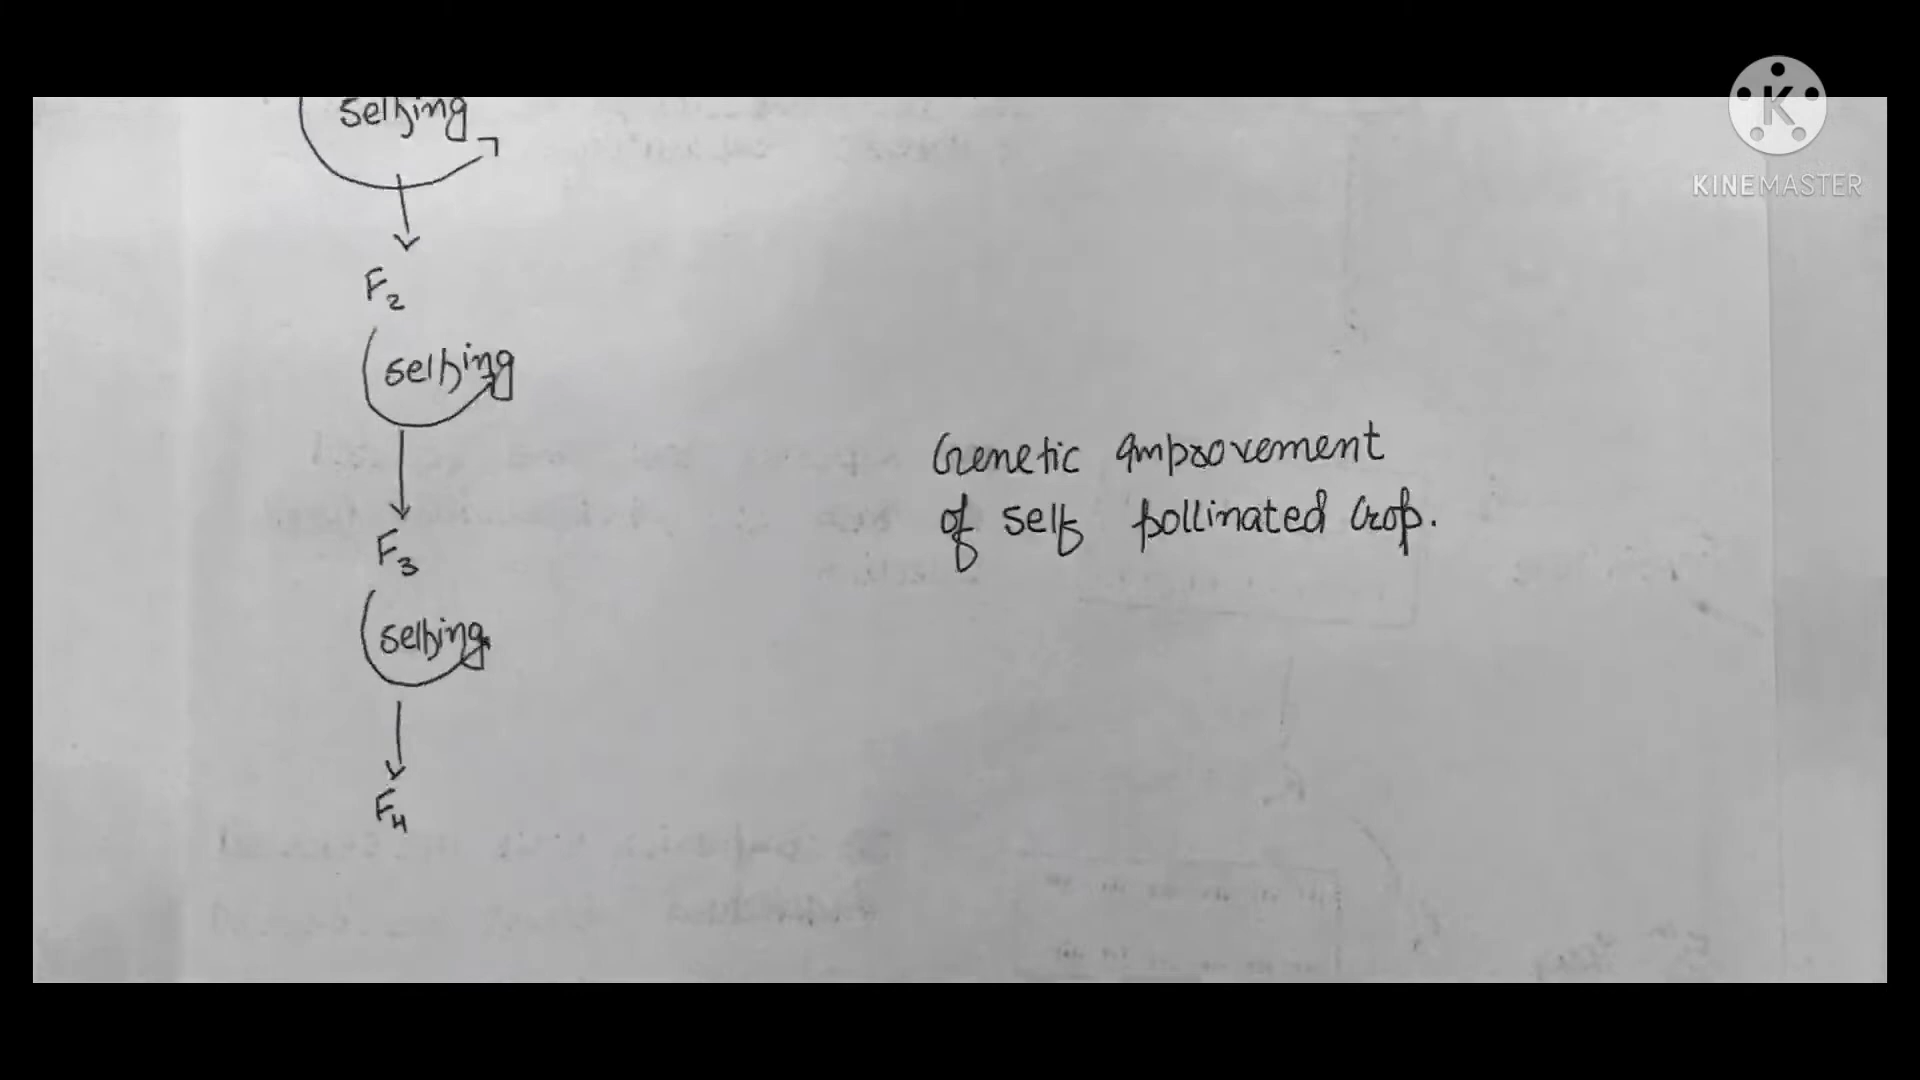 selfing
F2
selfing
F3
selfing
F4
Genetic Improvement
of self pollinated Crop.
K
KINEMASTER